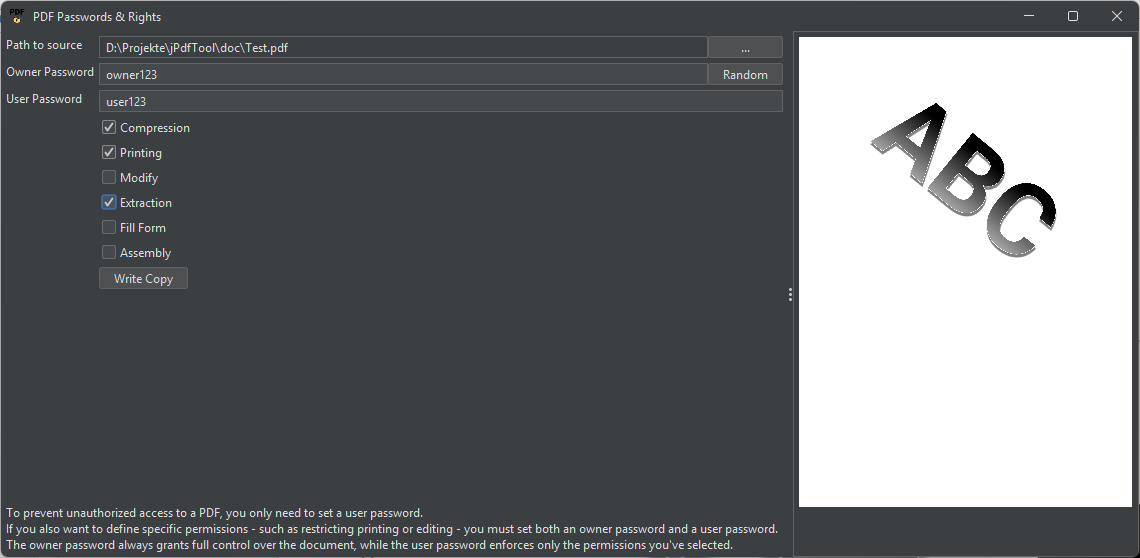 PDF
PDF Passwords & Rights
Path to source
D:\Projekte\jPdfTool\doc\Test.pdf
...
Owner Password
owner123
Random
User Password
user123
Compression
Printing
Modify
Extraction
Fill Form
Assembly
Write Copy
ABC
To prevent unauthorized access to a PDF, you only need to set a user password.
If you also want to define specific permissions - such as restricting printing or editing - you must set both an owner password and a user password.
The owner password always grants full control over the document, while the user password enforces only the permissions you've selected.